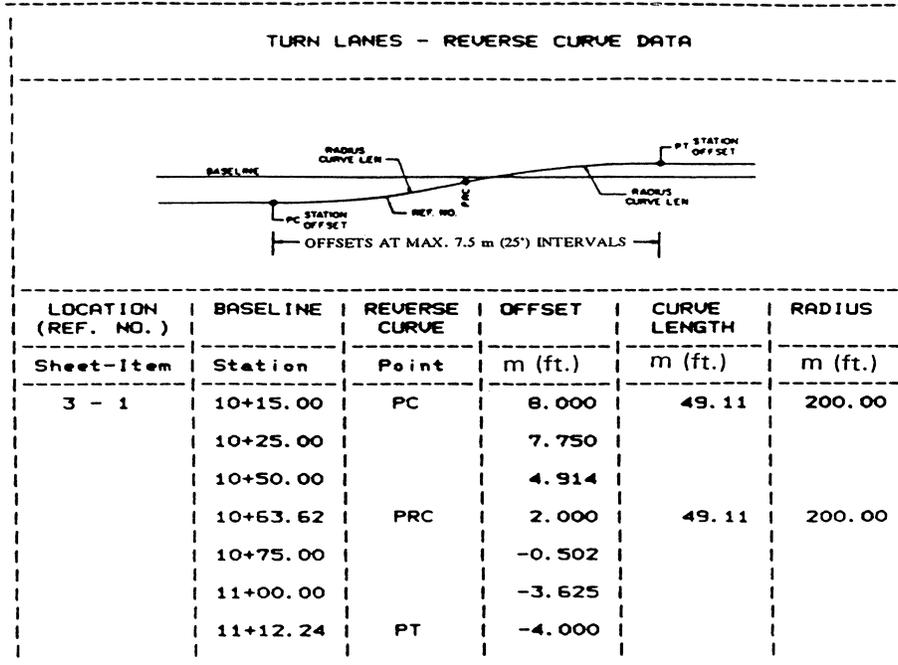 TURN LANES - REVERSE CURVE DATA
RADIUS
CURVE LEN
PT STATION
OFFSET
BASELINE
PRC
RADIUS
CURVE LEN
PC STATION
OFFSET
REF. NO.
OFFSETS AT MAX. 7.5 m (25') INTERVALS
LOCATION BASELINE REVERSE OFFSET CURVE RADIUS
(REF. NO.) CURVE LENGTH
Sheet-Item Station Point m (ft.) m (ft.) m (ft.)
3 - 1 10+15.00 PC 8.000 49.11 200.00
10+25.00 7.750
10+50.00 4.914
10+63.62 PRC 2.000 49.11 200.00
10+75.00 -0.502
11+00.00 -3.625
11+12.24 PT -4.000